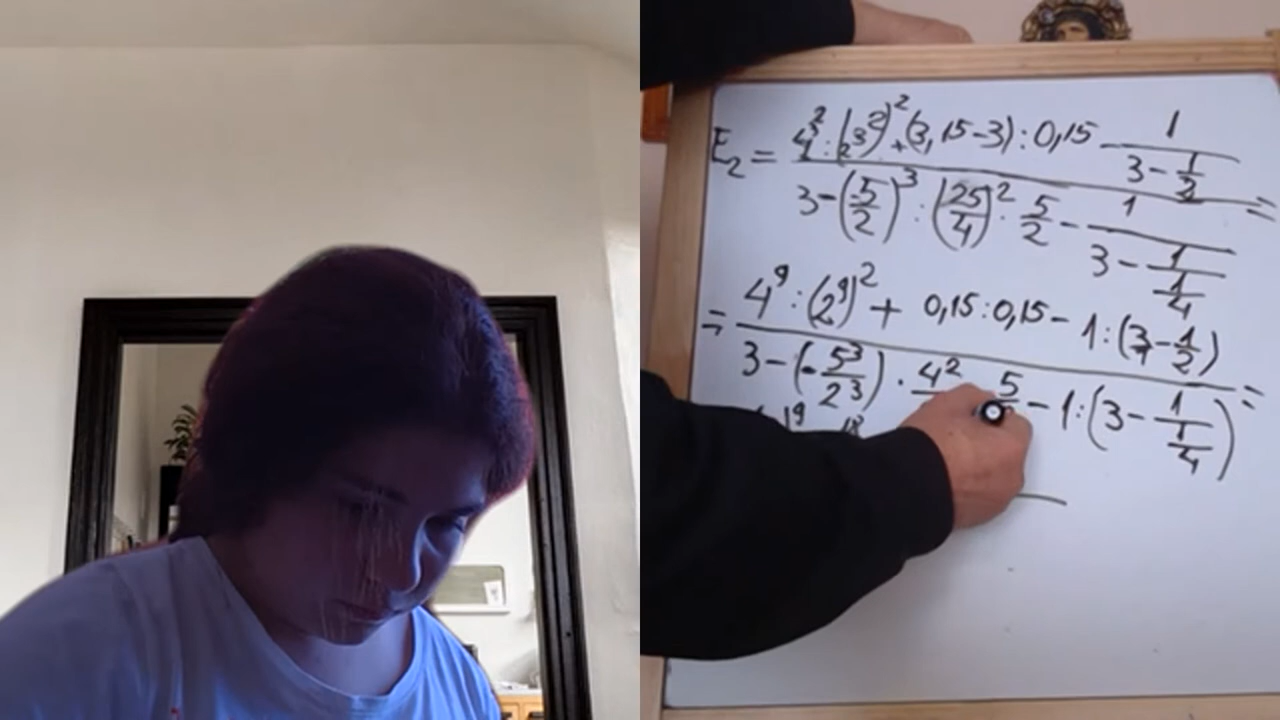 E₂ = (4^3^2 : (2^3^2)^2 + (3,15-3) : 0,15 - 1/(3 - 1/2)) / (3 - (5/2)^3 : (25/4)^2 · 5/2 - 1/(3 - 1/(1/4))) =
= (4^9 : (2^9)^2 + 0,15 : 0,15 - 1 : (3/1 - 1/2)) / (3 - (-5^3/2^3) · 4^2 5 - 1 : (3 - 1/(1/4))) =